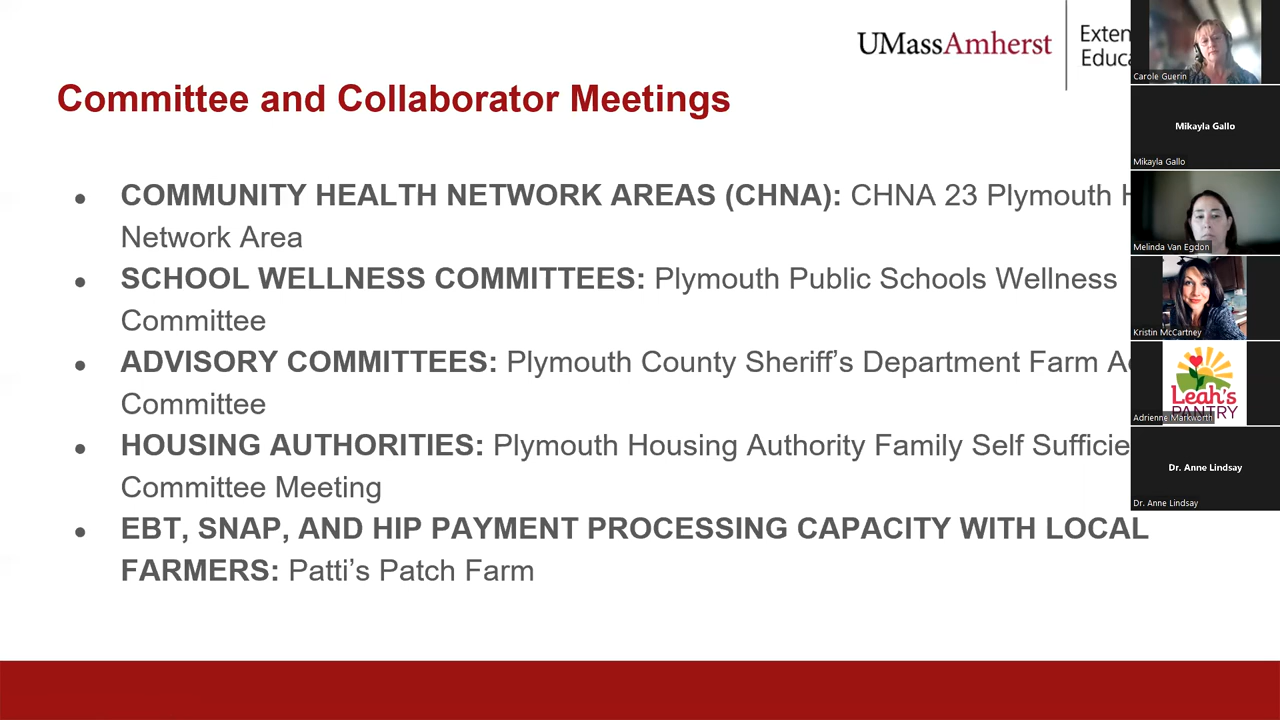 UMassAmherst
Committee and Collaborator Meetings
• COMMUNITY HEALTH NETWORK AREAS (CHNA): CHNA 23 Plymouth
Network Area
• SCHOOL WELLNESS COMMITTEES: Plymouth Public Schools Wellness
Committee
• ADVISORY COMMITTEES: Plymouth County Sheriff’s Department Farm
Committee
• HOUSING AUTHORITIES: Plymouth Housing Authority Family Self
Committee Meeting
• EBT, SNAP, AND HIP PAYMENT PROCESSING CAPACITY WITH LOCAL
FARMERS: Patti’s Patch Farm
Carole Guerin
Mikayla Gallo
Mikayla Gallo
Melinda Van Egdon
Kristin McCartney
Leah's
PANTRY
Adrienne Markworth
Dr. Anne Lindsay
Dr. Anne Lindsay